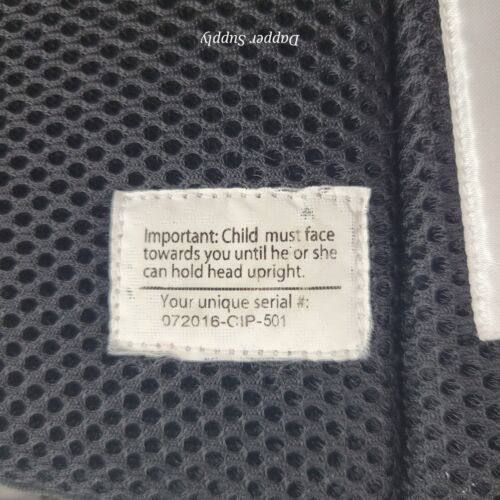 Dapper Supply
Important: Child must face
towards you until he or she
can hold head upright.
Your unique serial #:
072016-CIP-501